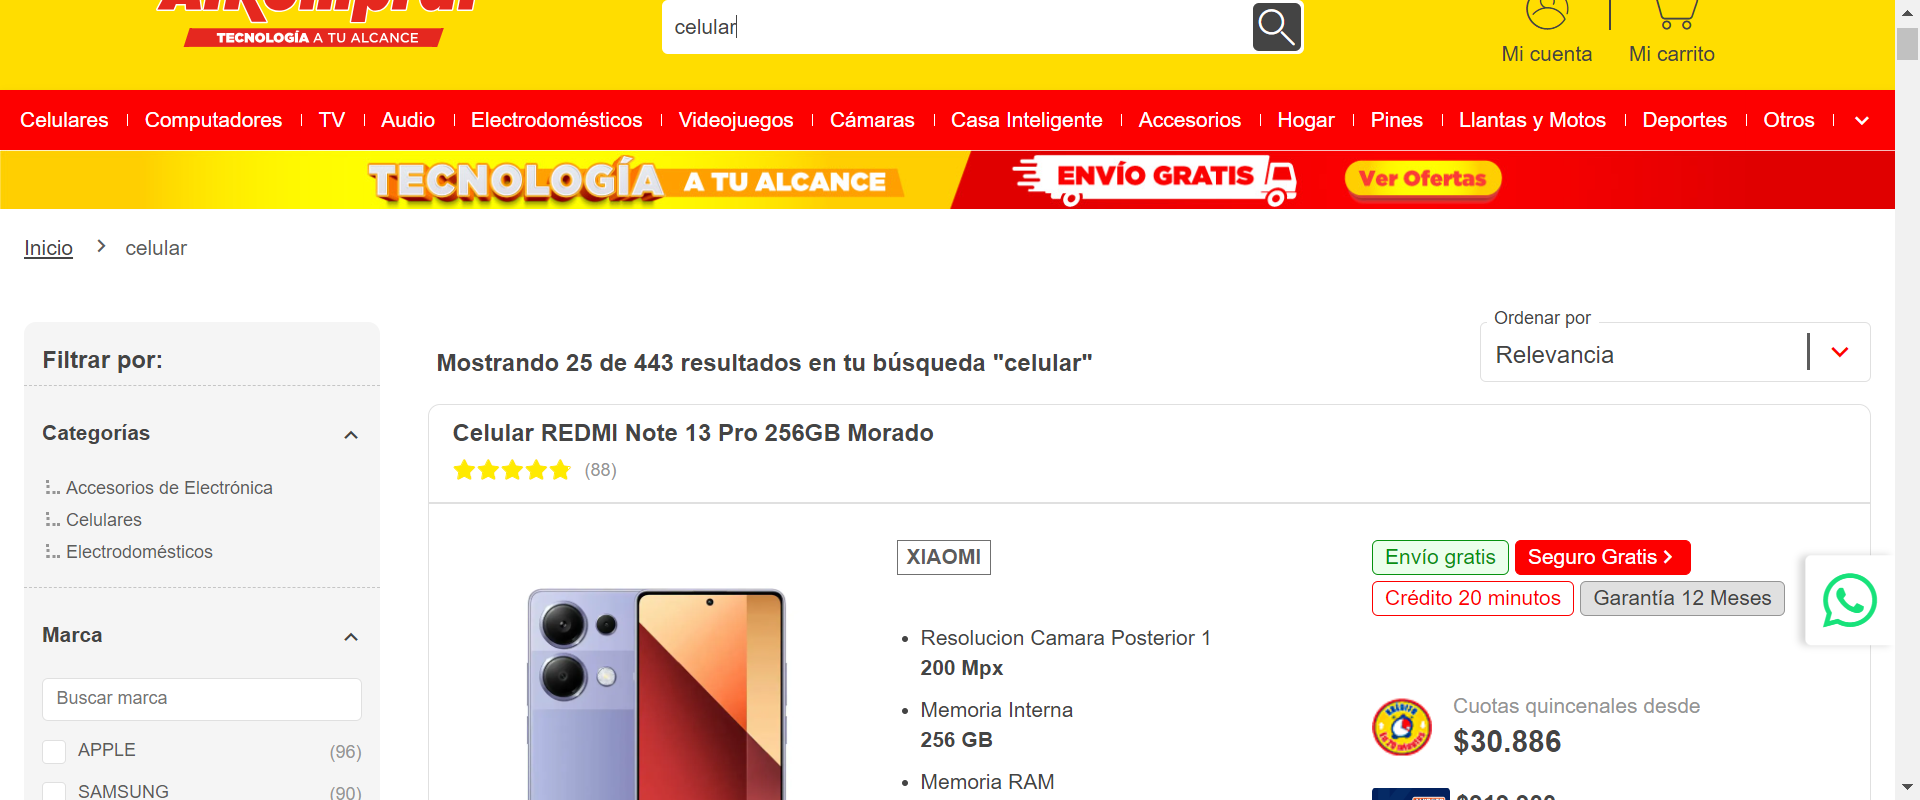 Alkomprar
TECNOLOGÍA A TU ALCANCE
celular
Mi cuenta
Mi carrito
Celulares
Computadores
TV
Audio
Electrodomésticos
Videojuegos
Cámaras
Casa Inteligente
Accesorios
Hogar
Pines
Llantas y Motos
Deportes
Otros
TECNOLOGÍA A TU ALCANCE
ENVÍO GRATIS
Ver Ofertas
Inicio
celular
Filtrar por:
Categorías
Accesorios de Electrónica
Celulares
Electrodomésticos
Marca
Buscar marca
APPLE (96)
SAMSUNG (90)
Mostrando 25 de 443 resultados en tu búsqueda "celular"
Ordenar por
Relevancia
Celular REDMI Note 13 Pro 256GB Morado
(88)
XIAOMI
Resolucion Camara Posterior 1
200 Mpx
Memoria Interna
256 GB
Memoria RAM
Envío gratis
Seguro Gratis
Crédito 20 minutos
Garantía 12 Meses
Cuotas quincenales desde
$30.886